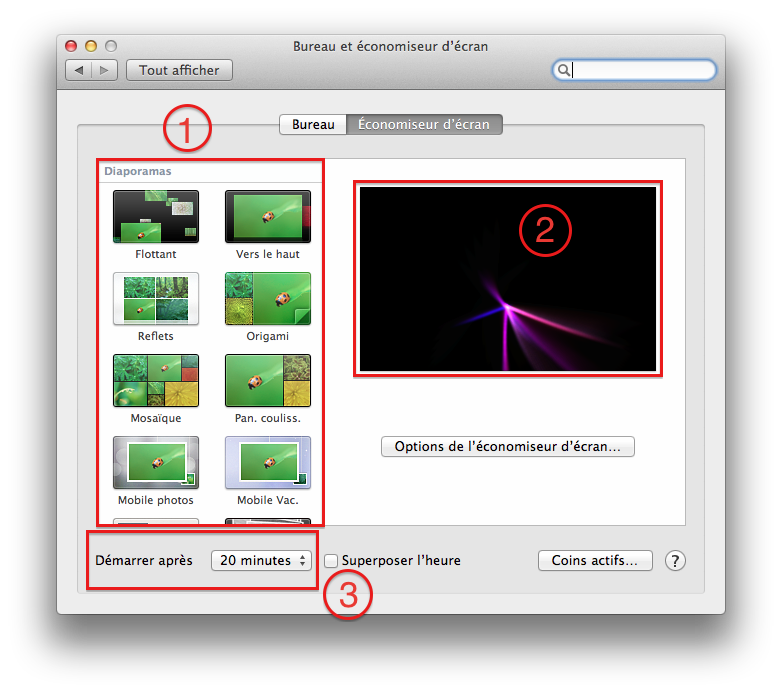 Bureau et économiseur d'écran
Tout afficher
1
Bureau Économiseur d'écran
Diaporamas
2
Flottant Vers le haut
Reflets Origami
Mosaïque Pan. couliss.
Options de l'économiseur d'écran...
Mobile photos Mobile Vac.
Démarrer après 20 minutes Superposer l'heure Coins actifs... ?
3